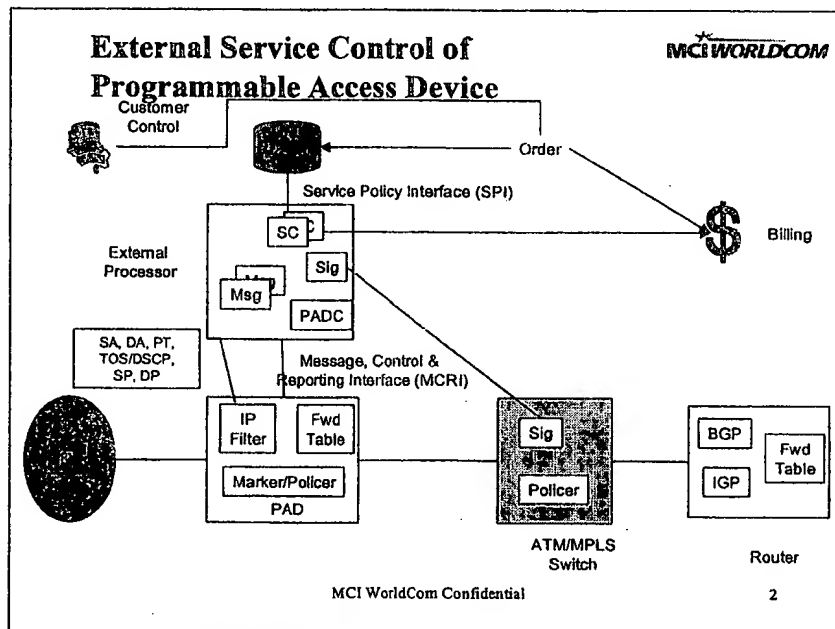 External Service Control of
Programmable Access Device
MCI WORLDCOM
Customer
Control
Order
Service Policy Interface (SPI)
SC
External
Processor
Sig
Msg
PADC
Billing
SA, DA, PT,
TOS/DSCP,
SP, DP
Message, Control &
Reporting Interface (MCRI)
IP
Filter
Fwd
Table
Marker/Policer
PAD
Sig
Policer
ATM/MPLS
Switch
BGP
IGP
Fwd
Table
Router
MCI WorldCom Confidential
2